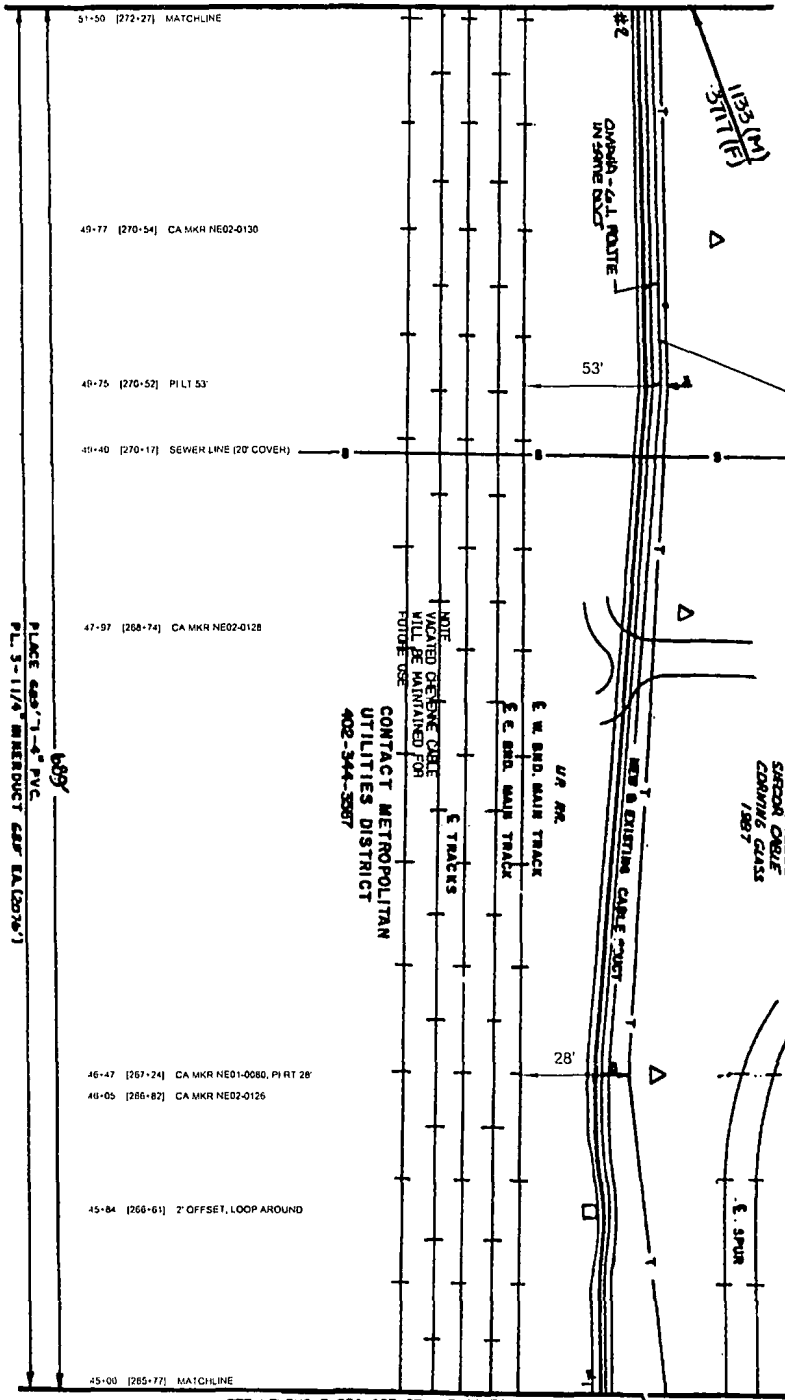 51+50 [272+27] MATCHLINE
#2
1133 (M)
3717 (F)
OMAHA - G.I. ROUTE
IN SAME DUCT
49+77 [270+54] CA MKR NE02-0130
49+75 [270+52] PI LT 53'
53'
49+40 [270+17] SEWER LINE (20' COVER)
S
S
S
T
T
47+97 [268+74] CA MKR NE02-0128
NOTE
VACATED CHEYENNE CABLE
WILL BE MAINTAINED FOR
FUTURE USE
CONTACT METROPOLITAN
UTILITIES DISTRICT
402-344-3587
℄ TRACKS
℄ E. BND. MAIN TRACK
℄ W. BND. MAIN TRACK
UP RR.
NEW & EXISTING CABLE DUCT
T
T
SIECOR CABLE
CORNING GLASS
1987
689'
PLACE 689' 1-4" PVC.
PL. 3-1 1/4" INNERDUCT EA. (2076')
46+47 [267+24] CA MKR NE01-0080, PI RT 28'
28'
46+05 [266+82] CA MKR NE02-0126
45+84 [266+61] 2' OFFSET, LOOP AROUND
℄ SPUR
T
45+00 [265+77] MATCHLINE